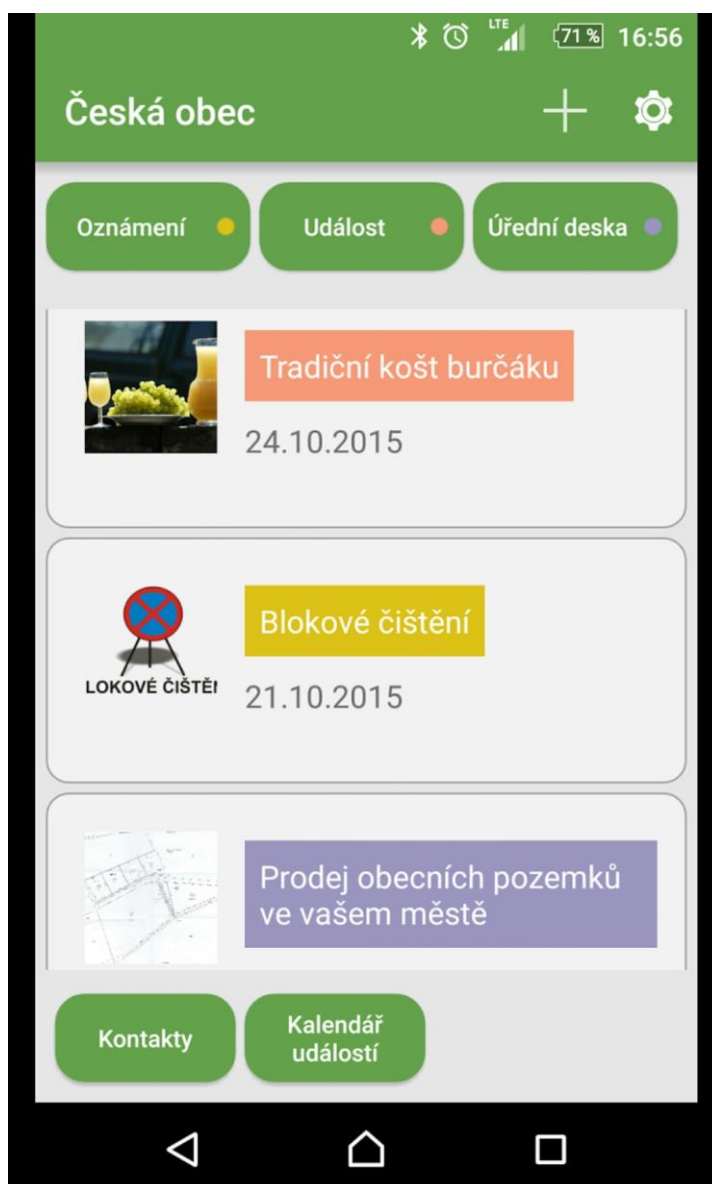 LTE 71 % 16:56
Česká obec
Oznámení Událost Úřední deska
Tradiční košt burčáku
24.10.2015
Blokové čištění
LOKOVÉ ČIŠTĚ
21.10.2015
Prodej obecních pozemků
ve vašem městě
Kontakty
Kalendář
událostí